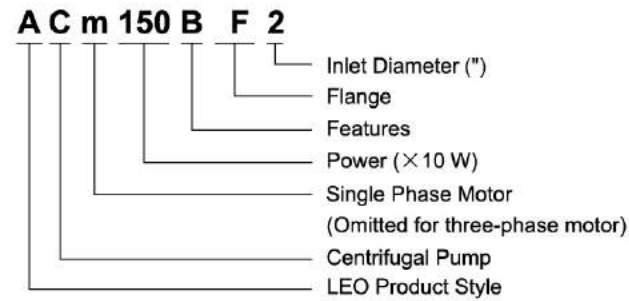 A C m 150 B F 2
Inlet Diameter (")
Flange
Features
Power (×10 W)
Single Phase Motor
(Omitted for three-phase motor)
Centrifugal Pump
LEO Product Style